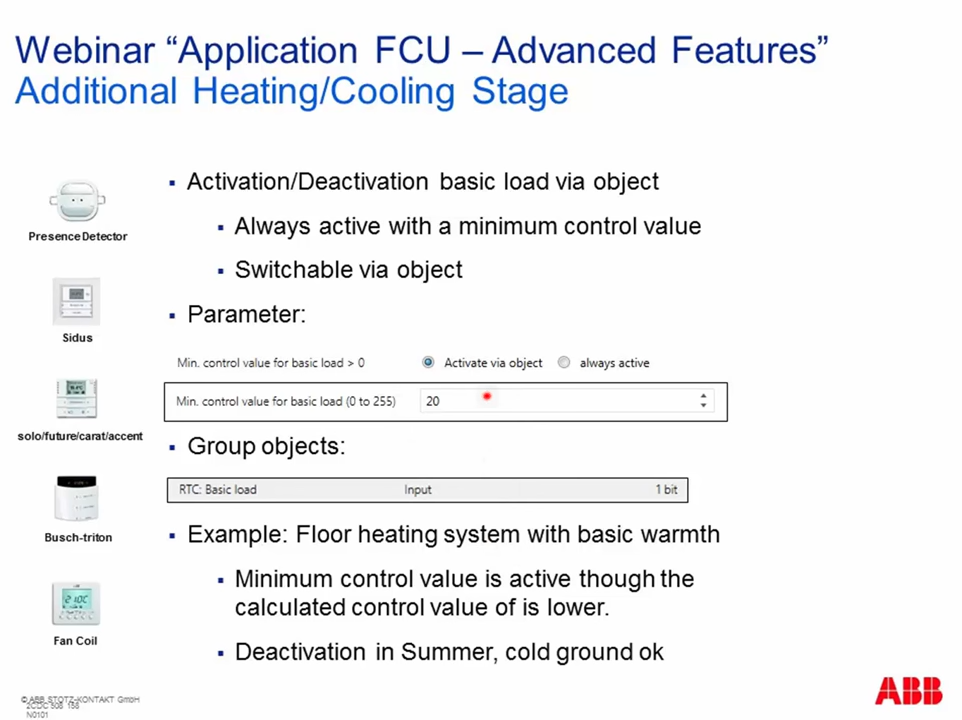 Webinar “Application FCU – Advanced Features”
Additional Heating/Cooling Stage
Activation/Deactivation basic load via object
Always active with a minimum control value
Switchable via object
Parameter:
Min. control value for basic load > 0 Activate via object always active
Min. control value for basic load (0 to 255) 20
Group objects:
RTC: Basic load Input 1 bit
Example: Floor heating system with basic warmth
Minimum control value is active though the
calculated control value of is lower.
Deactivation in Summer, cold ground ok
Presence Detector
Sidus
solo/future/carat/accent
Busch-triton
Fan Coil
© ABB STOTZ-KONTAKT GmbH
2CDC 508 158
N0101
ABB